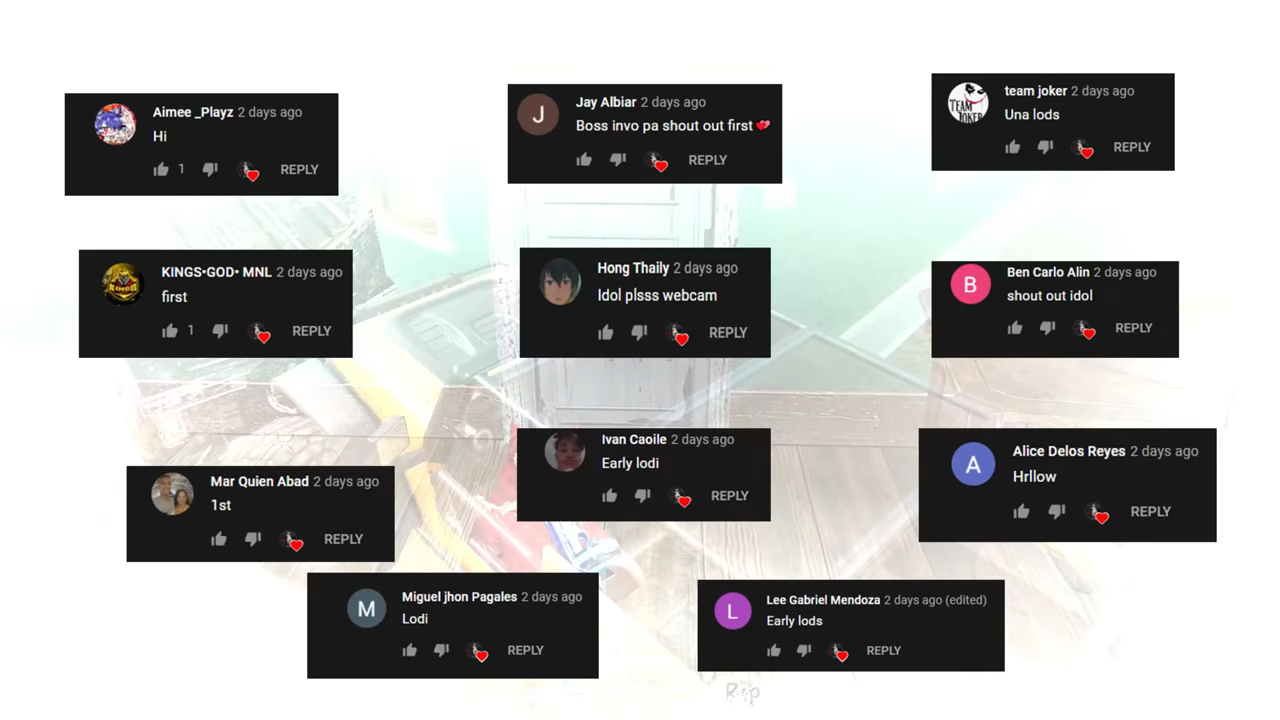 Aimee _Playz 2 days ago
Hi
1 REPLY
Jay Albiar 2 days ago
Boss invo pa shout out first💕
REPLY
TEAM JOKER
team joker 2 days ago
Una lods
REPLY
KINGS
KINGS•GOD• MNL 2 days ago
first
1 REPLY
Hong Thaily 2 days ago
Idol plsss webcam
REPLY
B
Ben Carlo Alin 2 days ago
shout out idol
REPLY
Mar Quien Abad 2 days ago
1st
REPLY
Ivan Caoile 2 days ago
Early lodi
REPLY
A
Alice Delos Reyes 2 days ago
Hrllow
REPLY
M
Miguel jhon Pagales 2 days ago
Lodi
REPLY
L
Lee Gabriel Mendoza 2 days ago (edited)
Early lods
REPLY